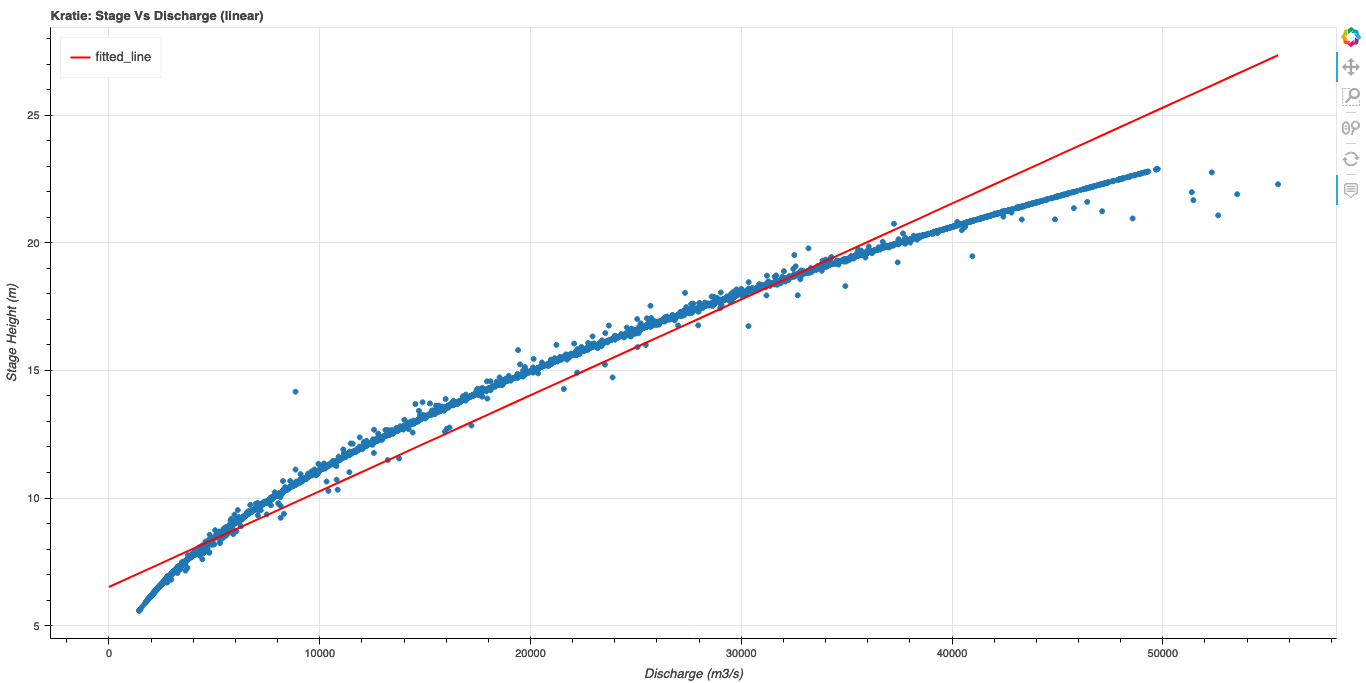 Kratie: Stage Vs Discharge (linear)
fitted_line
25
20
15
10
5
Stage Height (m)
0
10000
20000
30000
40000
50000
Discharge (m3/s)